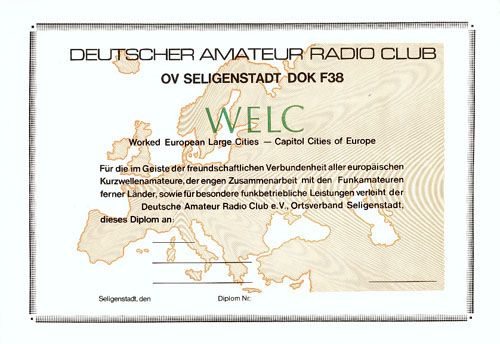 DEUTSCHER AMATEUR RADIO CLUB
OV SELIGENSTADT DOK F38
WELC
Worked European Large Cities — Capitol Cities of Europe
Für die im Geiste der freundschaftlichen Verbundenheit aller europäischen
Kurzwellenamateure, der engen Zusammenarbeit mit den Funkamateuren
ferner Länder, sowie für besondere funkbetriebliche Leistungen verleiht der
Deutsche Amateur Radio Club e.V., Ortsverband Seligenstadt,
dieses Diplom an:
Seligenstadt, den Diplom Nr.: